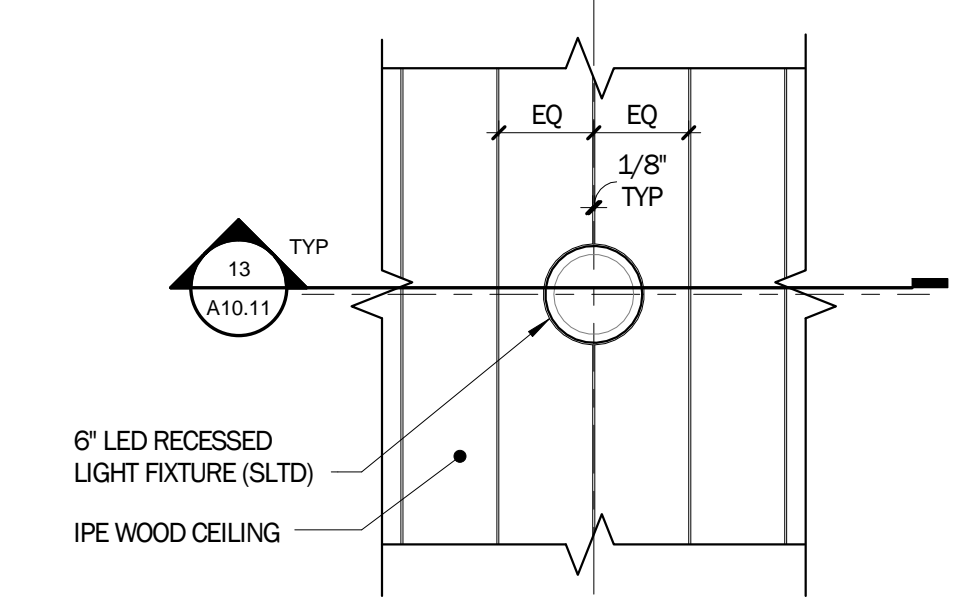 EQ EQ
1/8"
TYP
TYP
13
A10.11
6" LED RECESSED
LIGHT FIXTURE (SLTD)
IPE WOOD CEILING